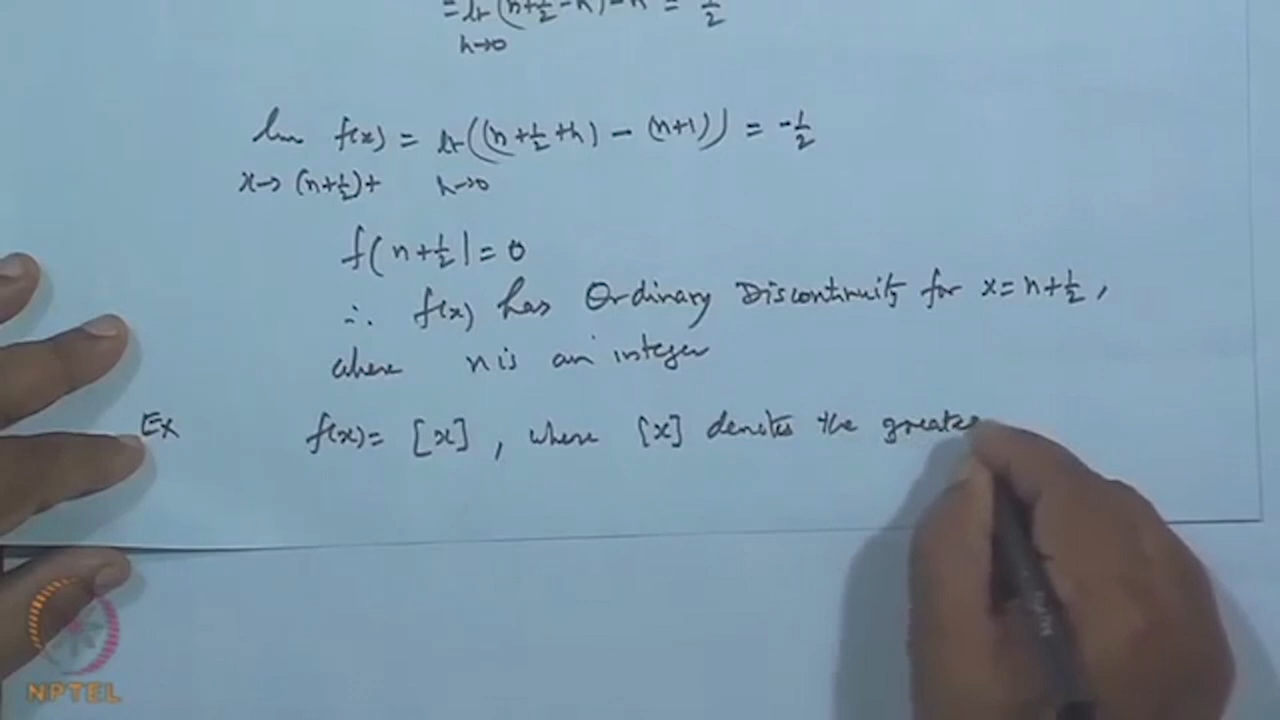 = lt (n+½-h)-n = ½
h→0
lim f(x) = lt((n+½+h) - (n+1)) = -½
x→(n+½)+ h→0
f(n+½) = 0
∴ f(x) has Ordinary Discontinuity for x=n+½,
where n is an integer
Ex f(x)= [x], where [x] denotes the greates
NPTEL